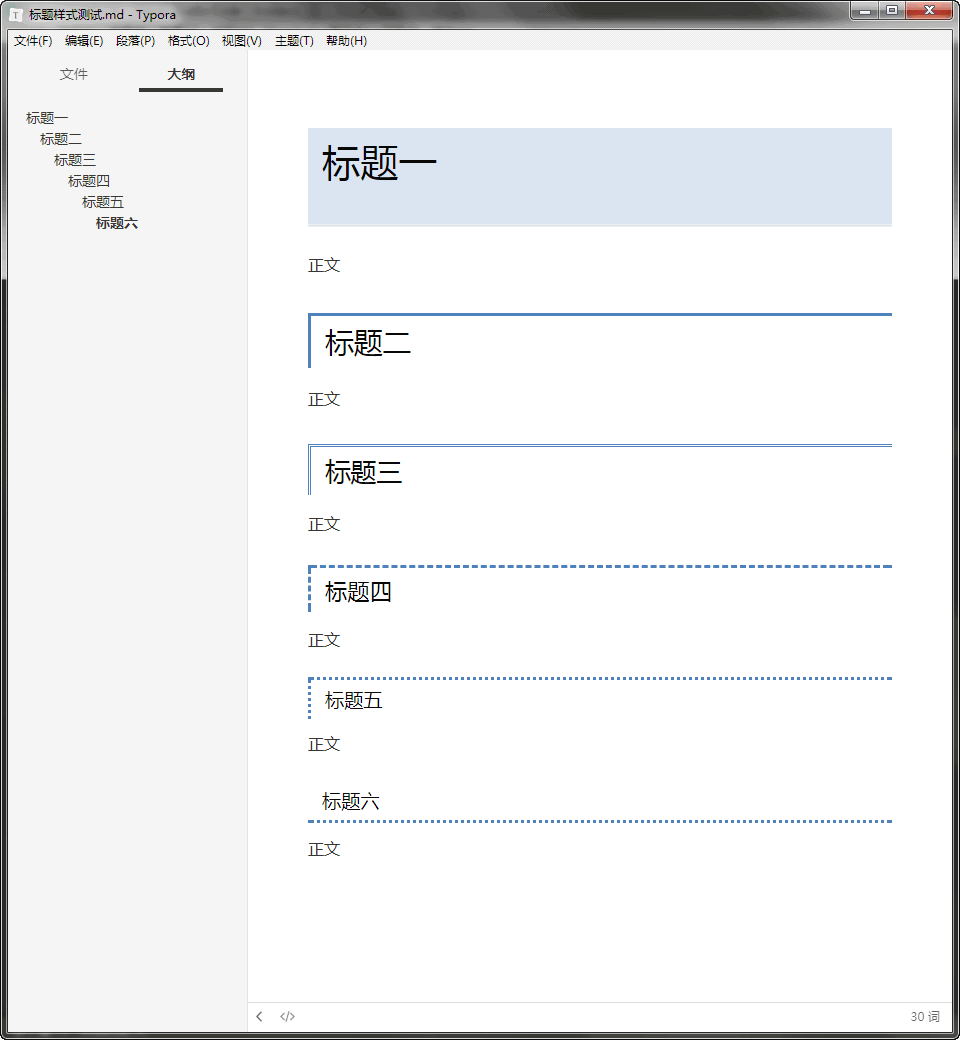 标题样式测试.md - Typora
文件(F) 编辑(E) 段落(P) 格式(O) 视图(V) 主题(T) 帮助(H)
文件 大纲
标题一
标题二
标题三
标题四
标题五
标题六
标题一
正文
标题二
正文
标题三
正文
标题四
正文
标题五
正文
标题六
正文
</> 30 词